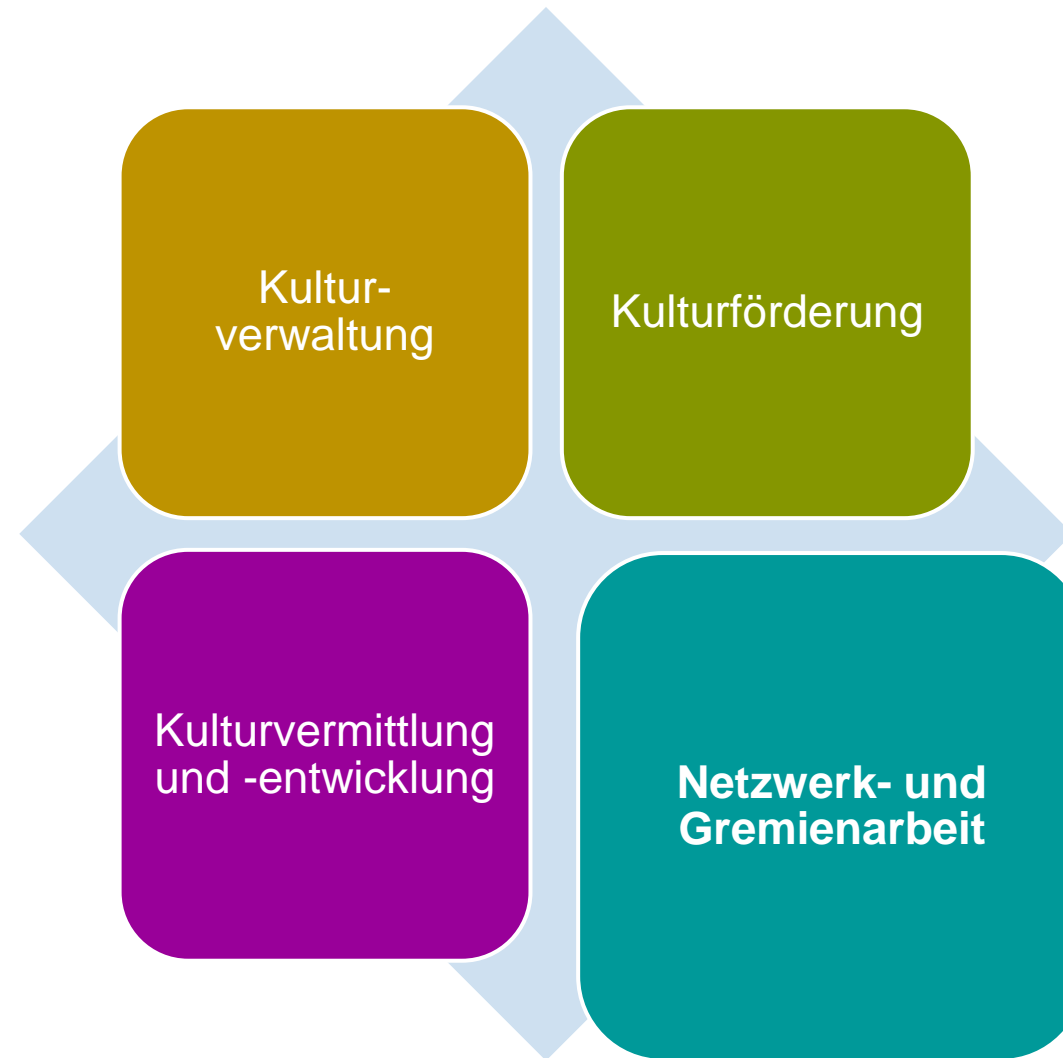 Kultur-
verwaltung
Kulturförderung
Kulturvermittlung
und -entwicklung
Netzwerk- und
Gremienarbeit